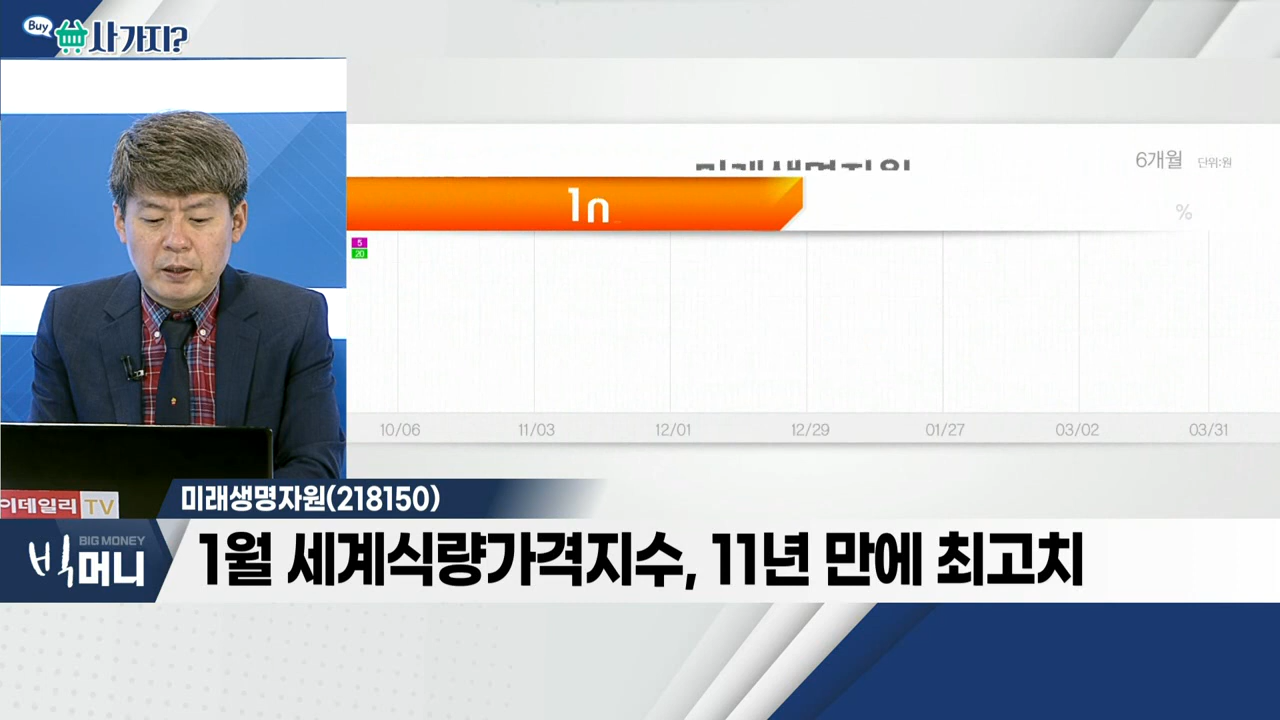 Buy
사가지?
6개월 단위:원
%
5
20
10/06 11/03 12/01 12/29 01/27 03/02 03/31
이데일리 TV
미래생명자원(218150)
BIG MONEY
빅머니
1월 세계식량가격지수, 11년 만에 최고치